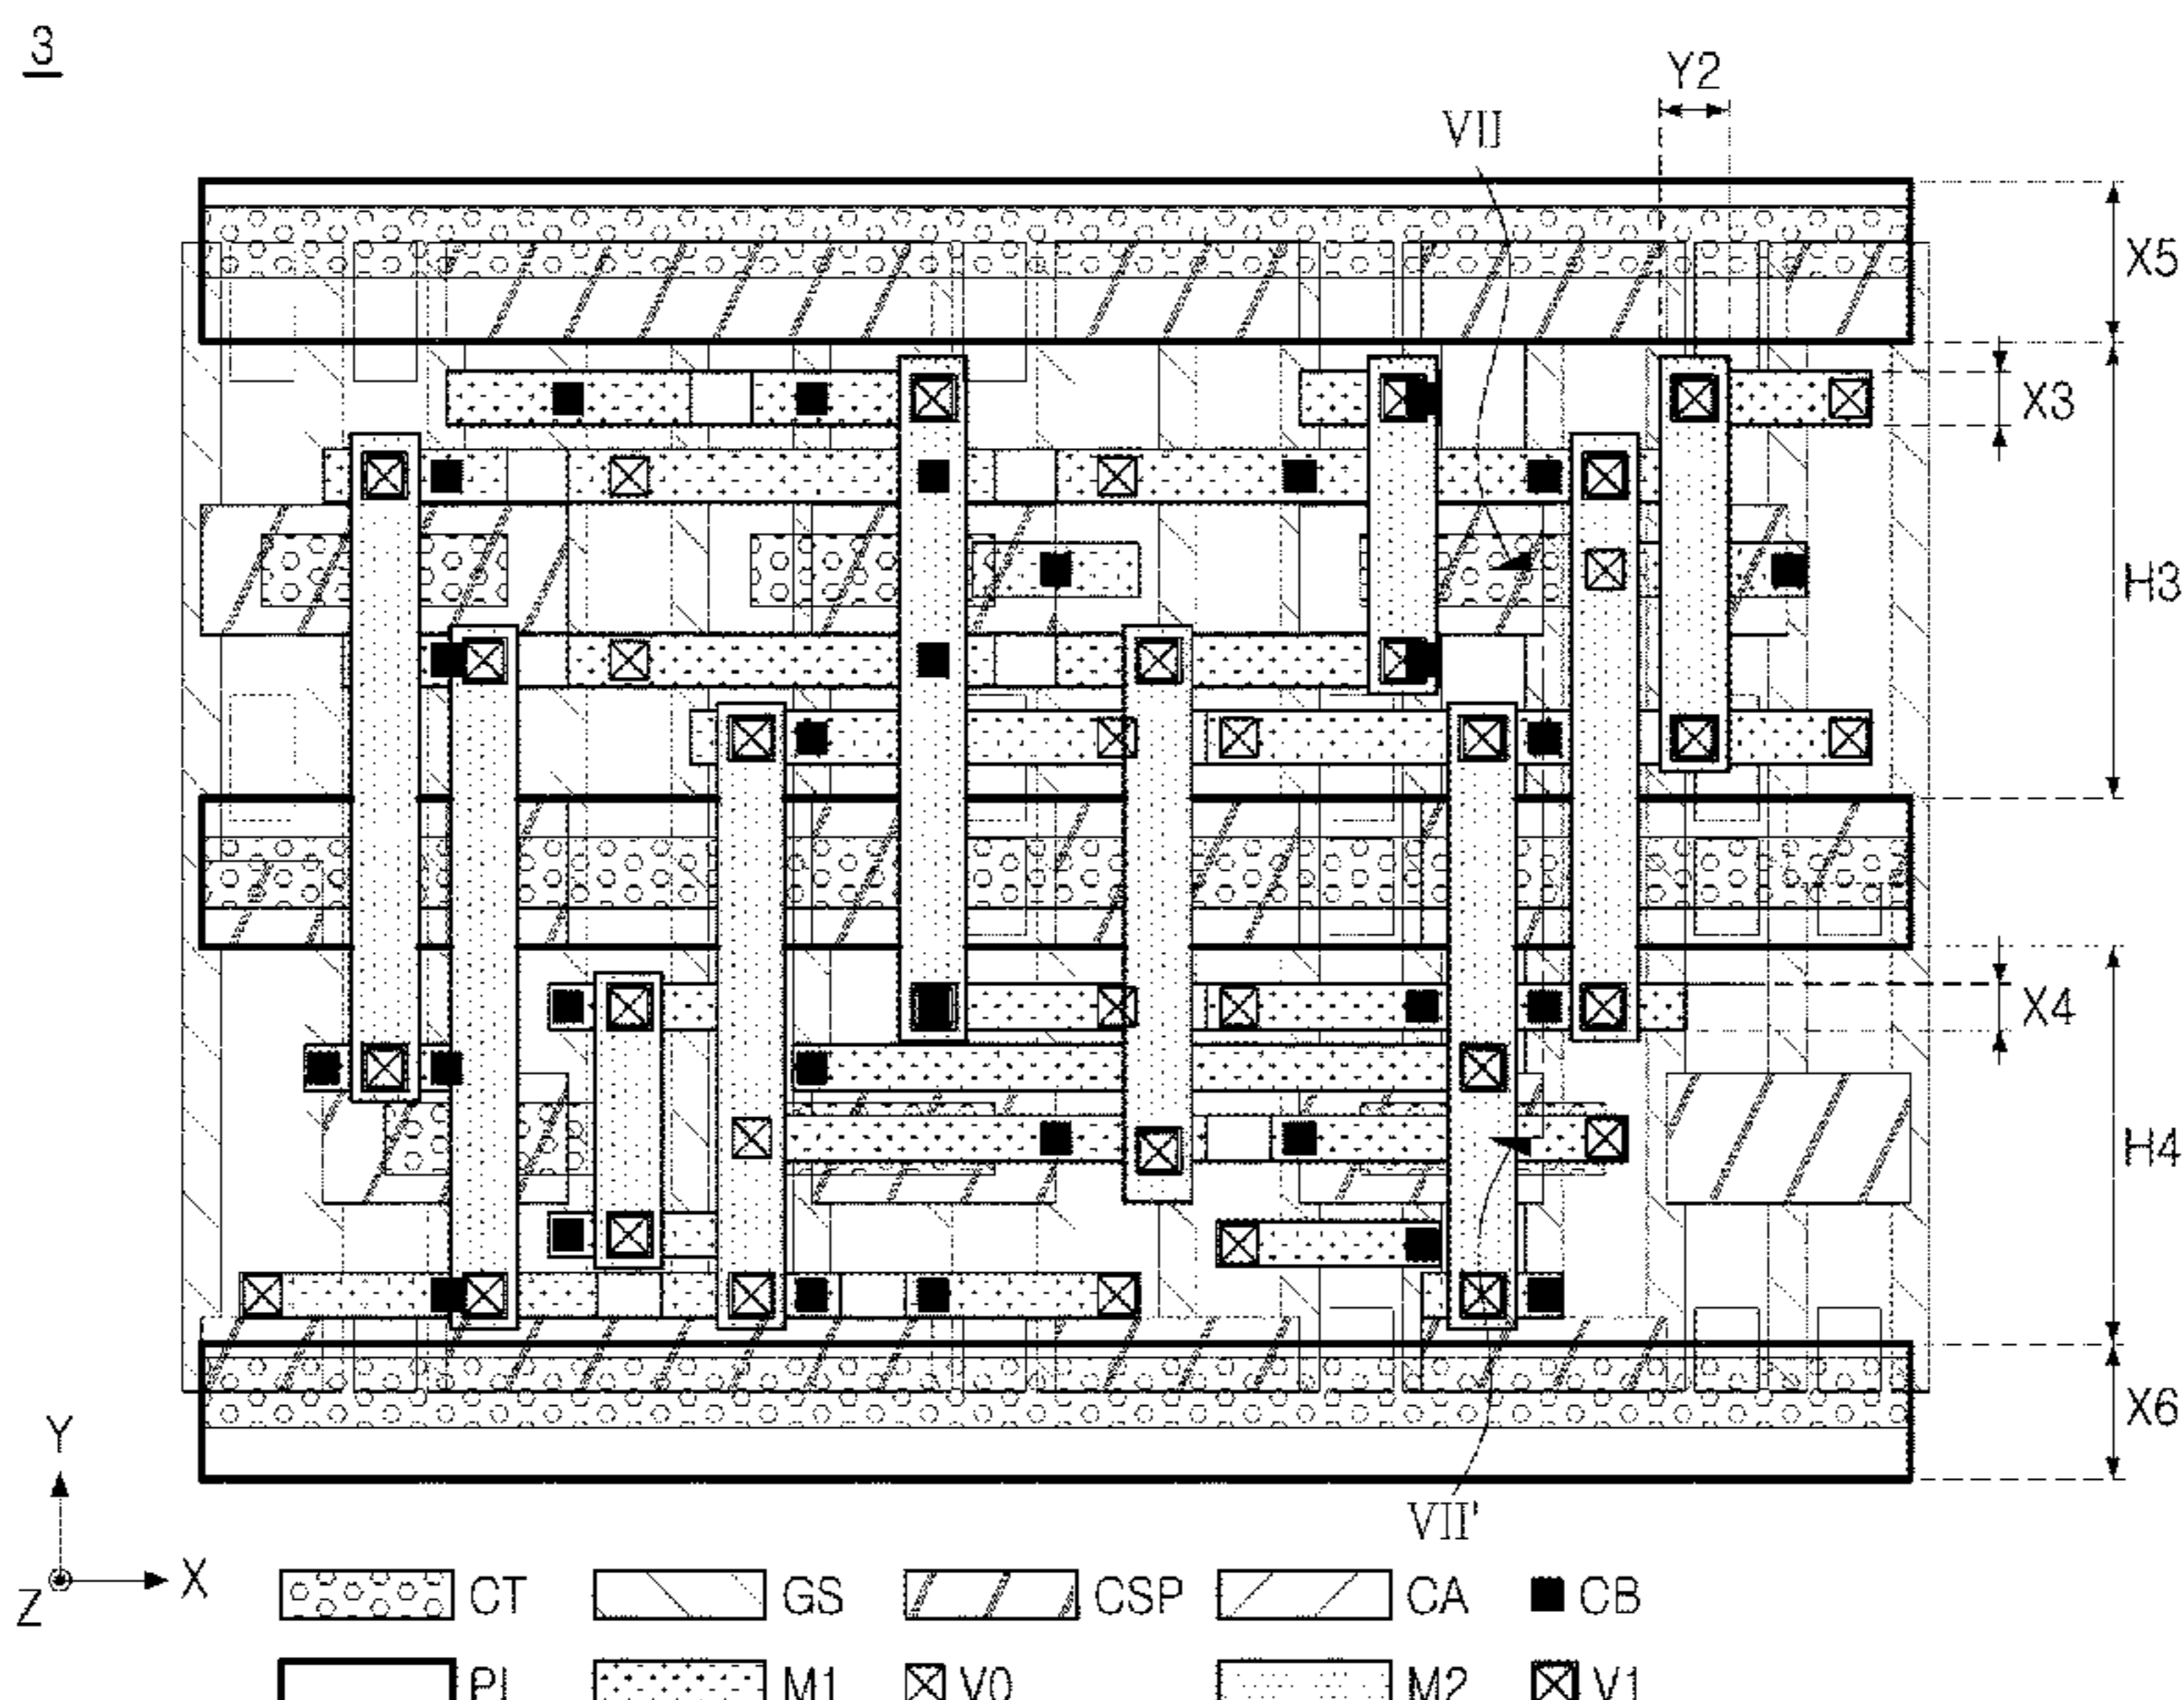 3
Y2
VII
X5
X3
H3
X4
H4
X6
VII'
Y
Z X
CT GS CSP CA CB
PL M1 V0 M2 V1